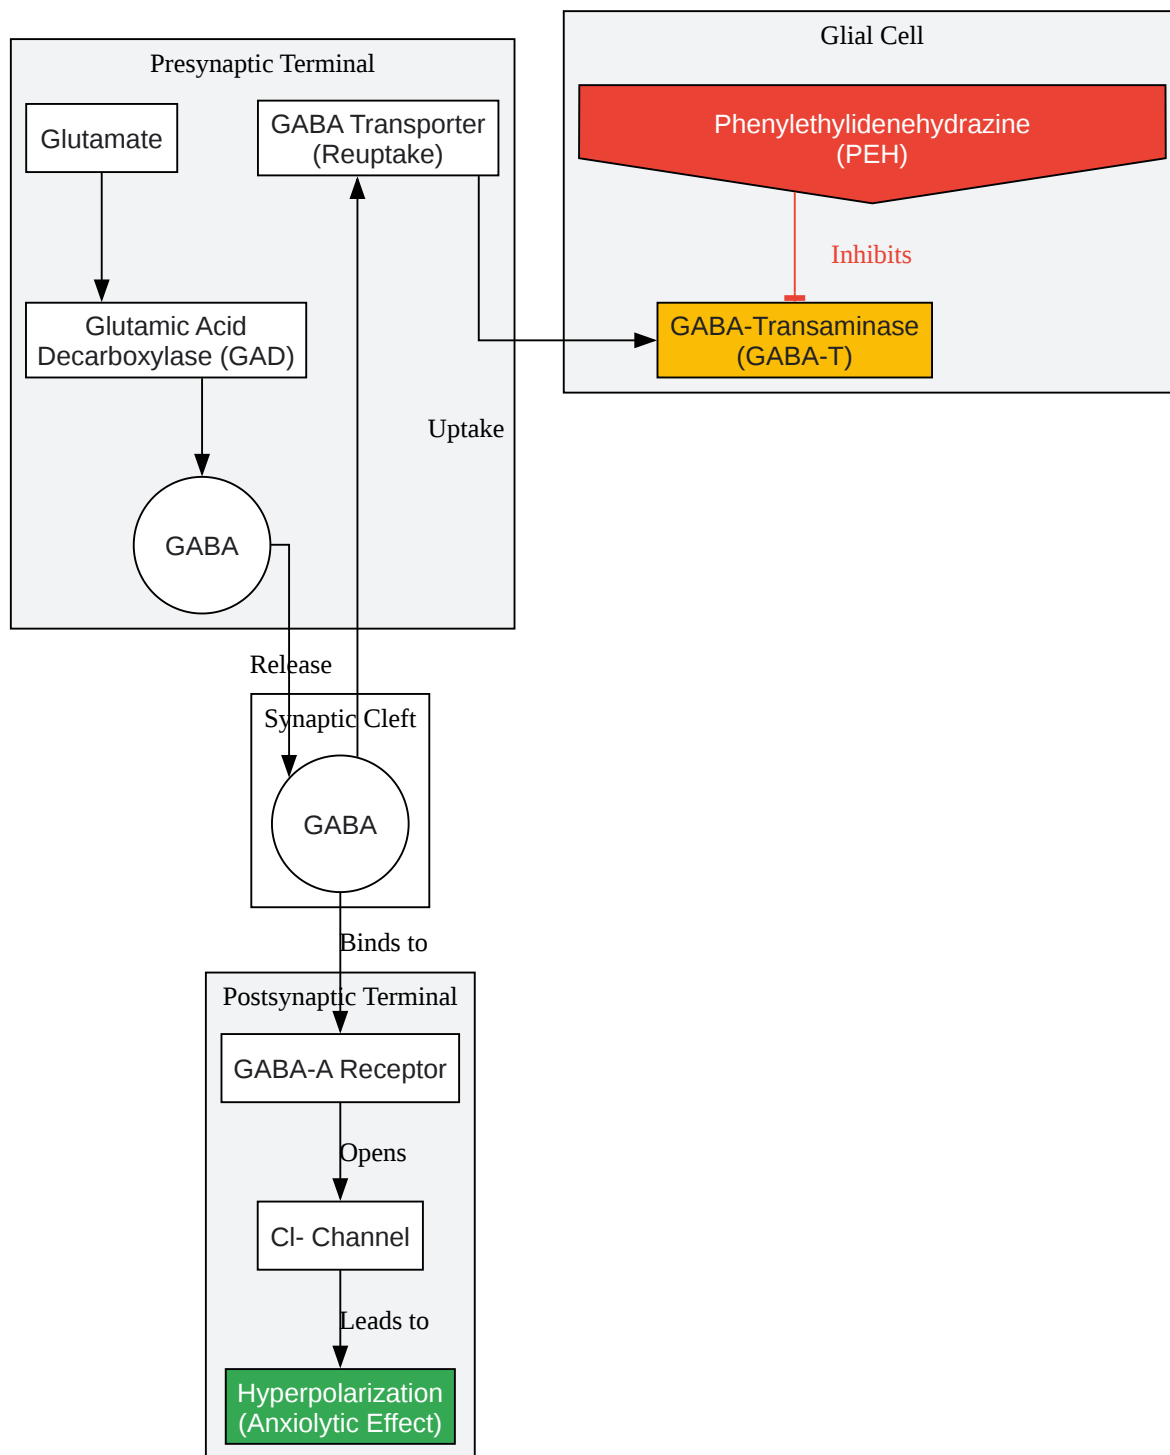 Presynaptic Terminal
Glutamate
GABA Transporter
(Reuptake)
Glutamic Acid
Decarboxylase (GAD)
GABA
Uptake
Glial Cell
Phenylethylidenehydrazine
(PEH)
Inhibits
GABA-Transaminase
(GABA-T)
Release
Synaptic Cleft
GABA
Binds to
Postsynaptic Terminal
GABA-A Receptor
Opens
Cl- Channel
Leads to
Hyperpolarization
(Anxiolytic Effect)